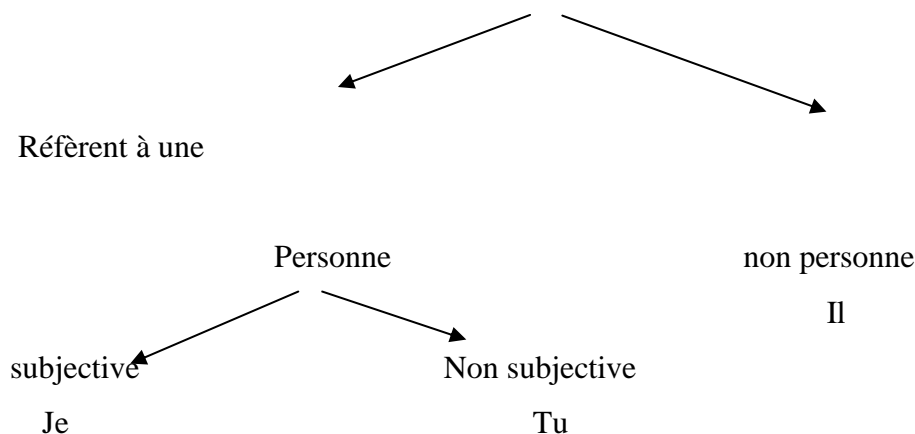 Réfèrent à une
Personne non personne
Il
subjective Non subjective
Je Tu